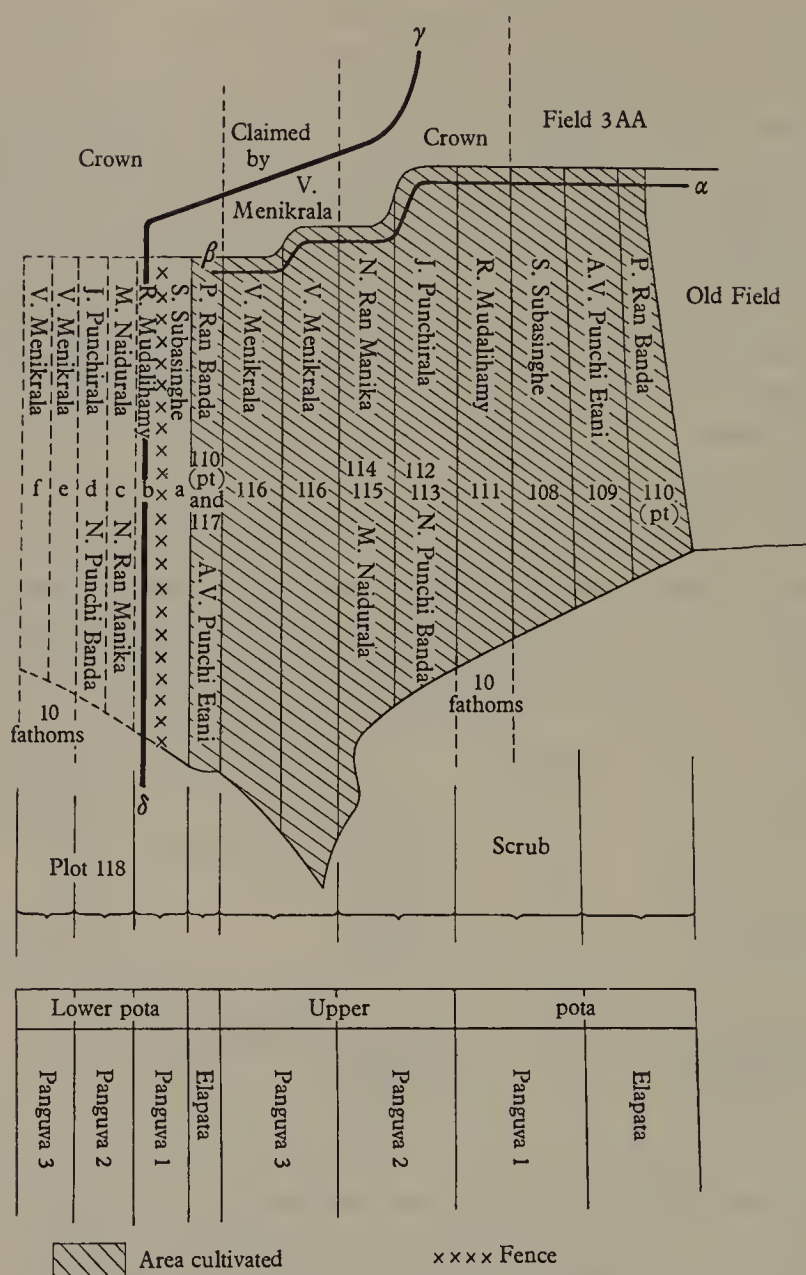 γ
Claimed
by
V.
Menikrala
Crown
Crown
Field 3 AA
α
β
Old Field
V. Menikrala
V. Menikrala
J. Punchirala
M. Naidurala
R. Mudalihamy
S. Subasinghe
P. Ran Banda
V. Menikrala
V. Menikrala
N. Ran Manika
J. Punchirala
R. Mudalihamy
S. Subasinghe
A.V. Punchi Etani
P. Ran Banda
f
e
d
c
b
a
110
(pt)
and
117
116
116
114
115
112
113
111
108
109
110
(pt)
N. Punchi Banda
N. Ran Manika
A.V. Punchi Etani
M. Naidurala
N. Punchi Banda
10
fathoms
10
fathoms
δ
Plot 118
Scrub
Lower pota
Upper pota
Panguva 3
Panguva 2
Panguva 1
Elapata
Panguva 3
Panguva 2
Panguva 1
Elapata
Area cultivated
×××× Fence